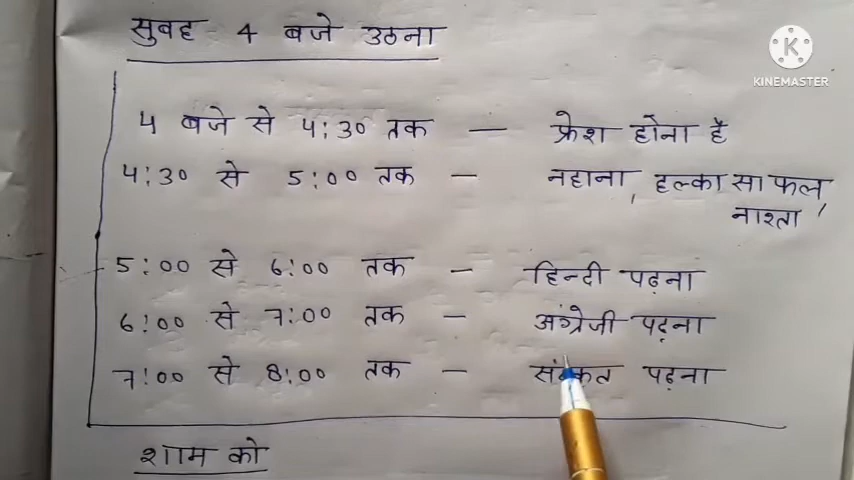 सुवह 4 बजे उठना
KINEMASTER
4 बजे से 4:30 तक — फ्रेश होना है
4:30 से 5:00 तक — नहाना, हल्का सा फल,
नाश्ता
5:00 से 6:00 तक — हिन्दी पढ़ना
6:00 से 7:00 तक — अंग्रेजी पढ़ना
7:00 से 8:00 तक — पढ़ना
शाम को